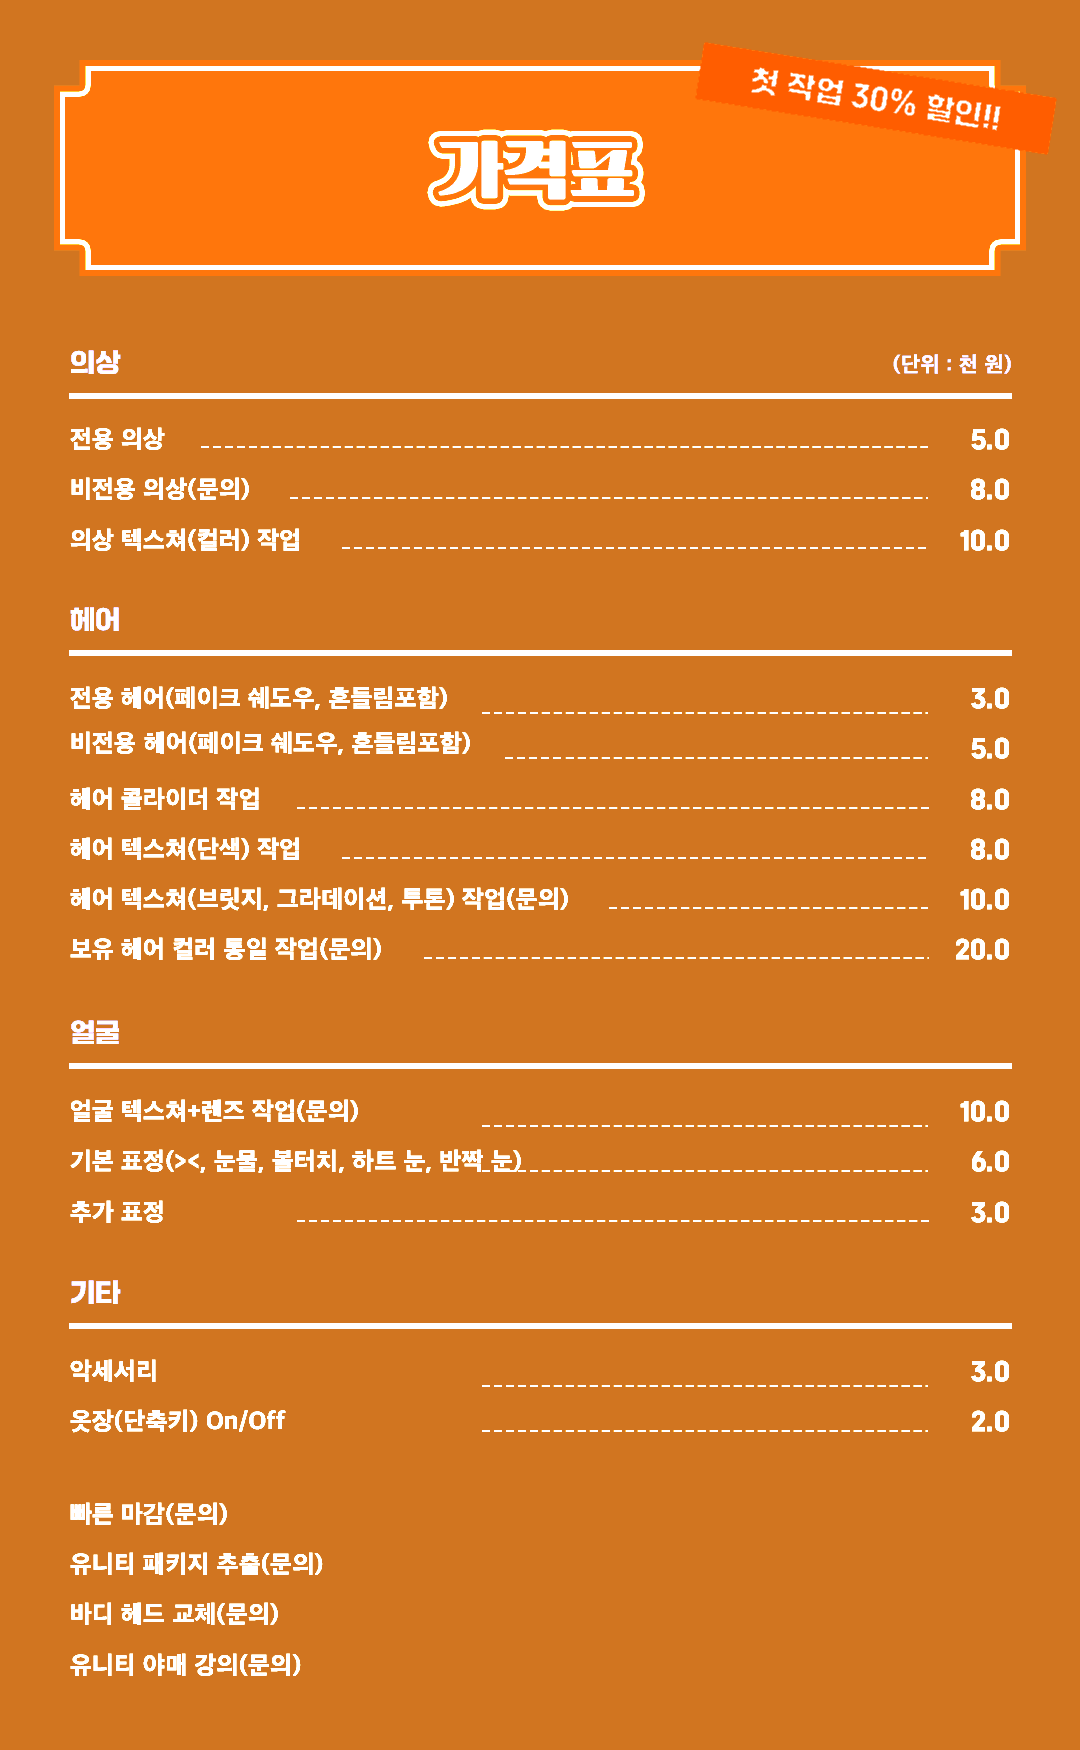 첫 작업 30% 할인!!
가격표
의상 (단위 : 천 원)
전용 의상 5.0
비전용 의상(문의) 8.0
의상 텍스쳐(컬러) 작업 10.0
헤어
전용 헤어(페이크 쉐도우, 흔들림포함) 3.0
비전용 헤어(페이크 쉐도우, 흔들림포함) 5.0
헤어 콜라이더 작업 8.0
헤어 텍스쳐(단색) 작업 8.0
헤어 텍스쳐(브릿지, 그라데이션, 투톤) 작업(문의) 10.0
보유 헤어 컬러 통일 작업(문의) 20.0
얼굴
얼굴 텍스쳐+렌즈 작업(문의) 10.0
기본 표정(><, 눈물, 볼터치, 하트 눈, 반짝 눈) 6.0
추가 표정 3.0
기타
악세서리 3.0
옷장(단축키) On/Off 2.0
빠른 마감(문의)
유니티 패키지 추출(문의)
바디 헤드 교체(문의)
유니티 야매 강의(문의)